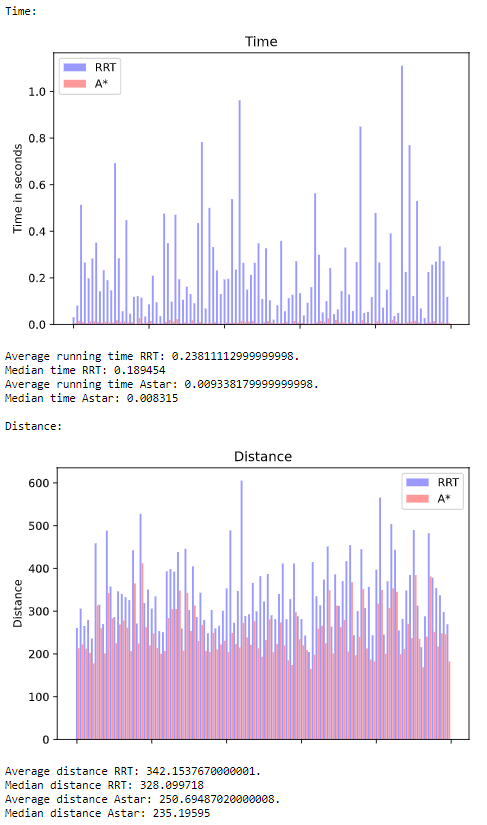 Time:
Time
RRT
A*
1.0
0.8
0.6
0.4
0.2
0.0
Time in seconds
Average running time RRT: 0.23811112999999998.
Median time RRT: 0.189454
Average running time Astar: 0.009338179999999998.
Median time Astar: 0.008315
Distance:
Distance
RRT
A*
600
500
400
300
200
100
0
Distance
Average distance RRT: 342.1537670000001.
Median distance RRT: 328.099718
Average distance Astar: 250.69487020000008.
Median distance Astar: 235.19595